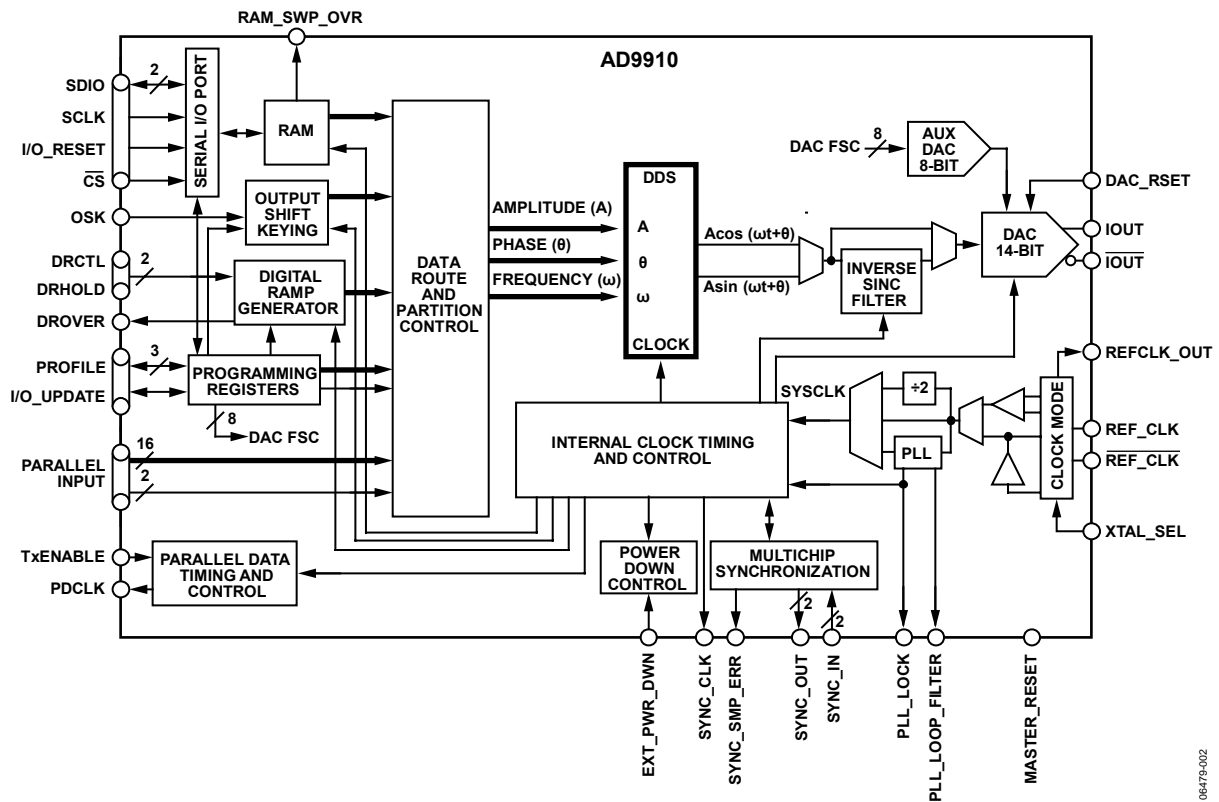 RAM_SWP_OVR
AD9910
SDIO
2
SCLK
I/O_RESET
CS
SERIAL I/O PORT
RAM
OSK
OUTPUT
SHIFT
KEYING
DRCTL
DRHOLD
2
DROVER
DIGITAL
RAMP
GENERATOR
PROFILE
3
I/O_UPDATE
PROGRAMMING
REGISTERS
8
DAC FSC
PARALLEL
INPUT
16
2
TxENABLE
PDCLK
PARALLEL DATA
TIMING AND
CONTROL
DATA
ROUTE
AND
PARTITION
CONTROL
AMPLITUDE (A)
PHASE (θ)
FREQUENCY (ω)
DDS
A
θ
ω
CLOCK
Acos (ωt+θ)
Asin (ωt+θ)
INVERSE
SINC
FILTER
DAC FSC
8
AUX
DAC
8-BIT
DAC
14-BIT
DAC_RSET
IOUT
IOUT
REFCLK_OUT
REF_CLK
REF_CLK
XTAL_SEL
CLOCK MODE
SYSCLK
÷2
PLL
INTERNAL CLOCK TIMING
AND CONTROL
POWER
DOWN
CONTROL
MULTICHIP
SYNCHRONIZATION
2
2
EXT_PWR_DWN
SYNC_CLK
SYNC_SMP_ERR
SYNC_OUT
SYNC_IN
PLL_LOCK
PLL_LOOP_FILTER
MASTER_RESET
06479-002